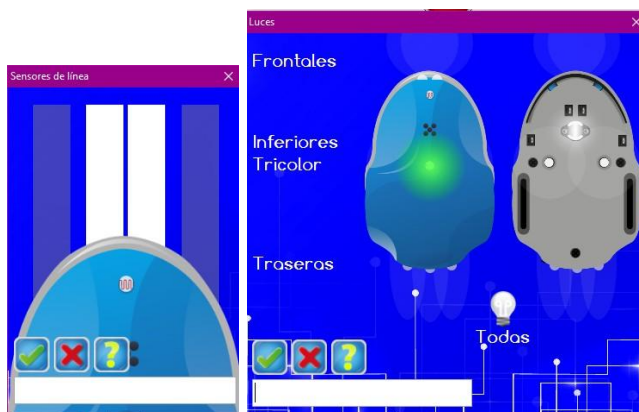 Sensores de línea
Luces
Frontales
Inferiores
Tricolor
Traseras
Todas